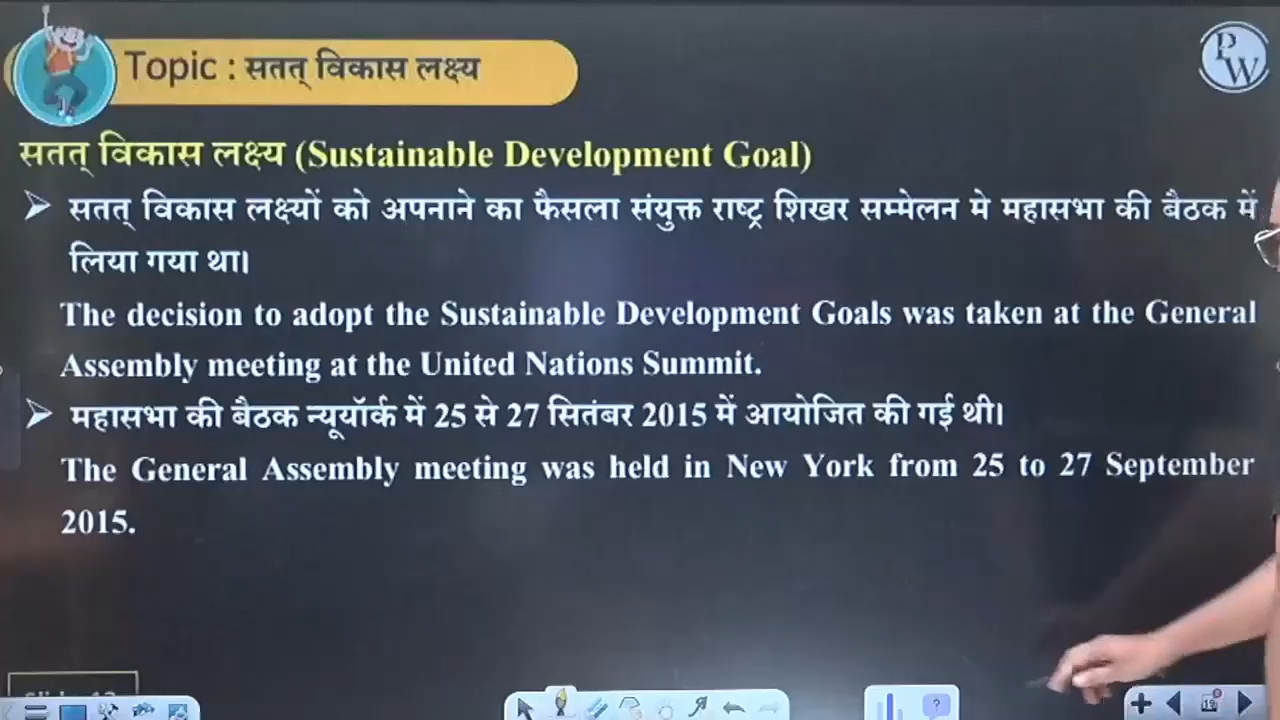 Topic : सतत् विकास लक्ष्य
PW
सतत् विकास लक्ष्य (Sustainable Development Goal)
सतत् विकास लक्ष्यों को अपनाने का फैसला संयुक्त राष्ट्र शिखर सम्मेलन मे महासभा की बैठक में
लिया गया था।
The decision to adopt the Sustainable Development Goals was taken at the General
Assembly meeting at the United Nations Summit.
महासभा की बैठक न्यूयॉर्क में 25 से 27 सितंबर 2015 में आयोजित की गई थी।
The General Assembly meeting was held in New York from 25 to 27 September
2015.